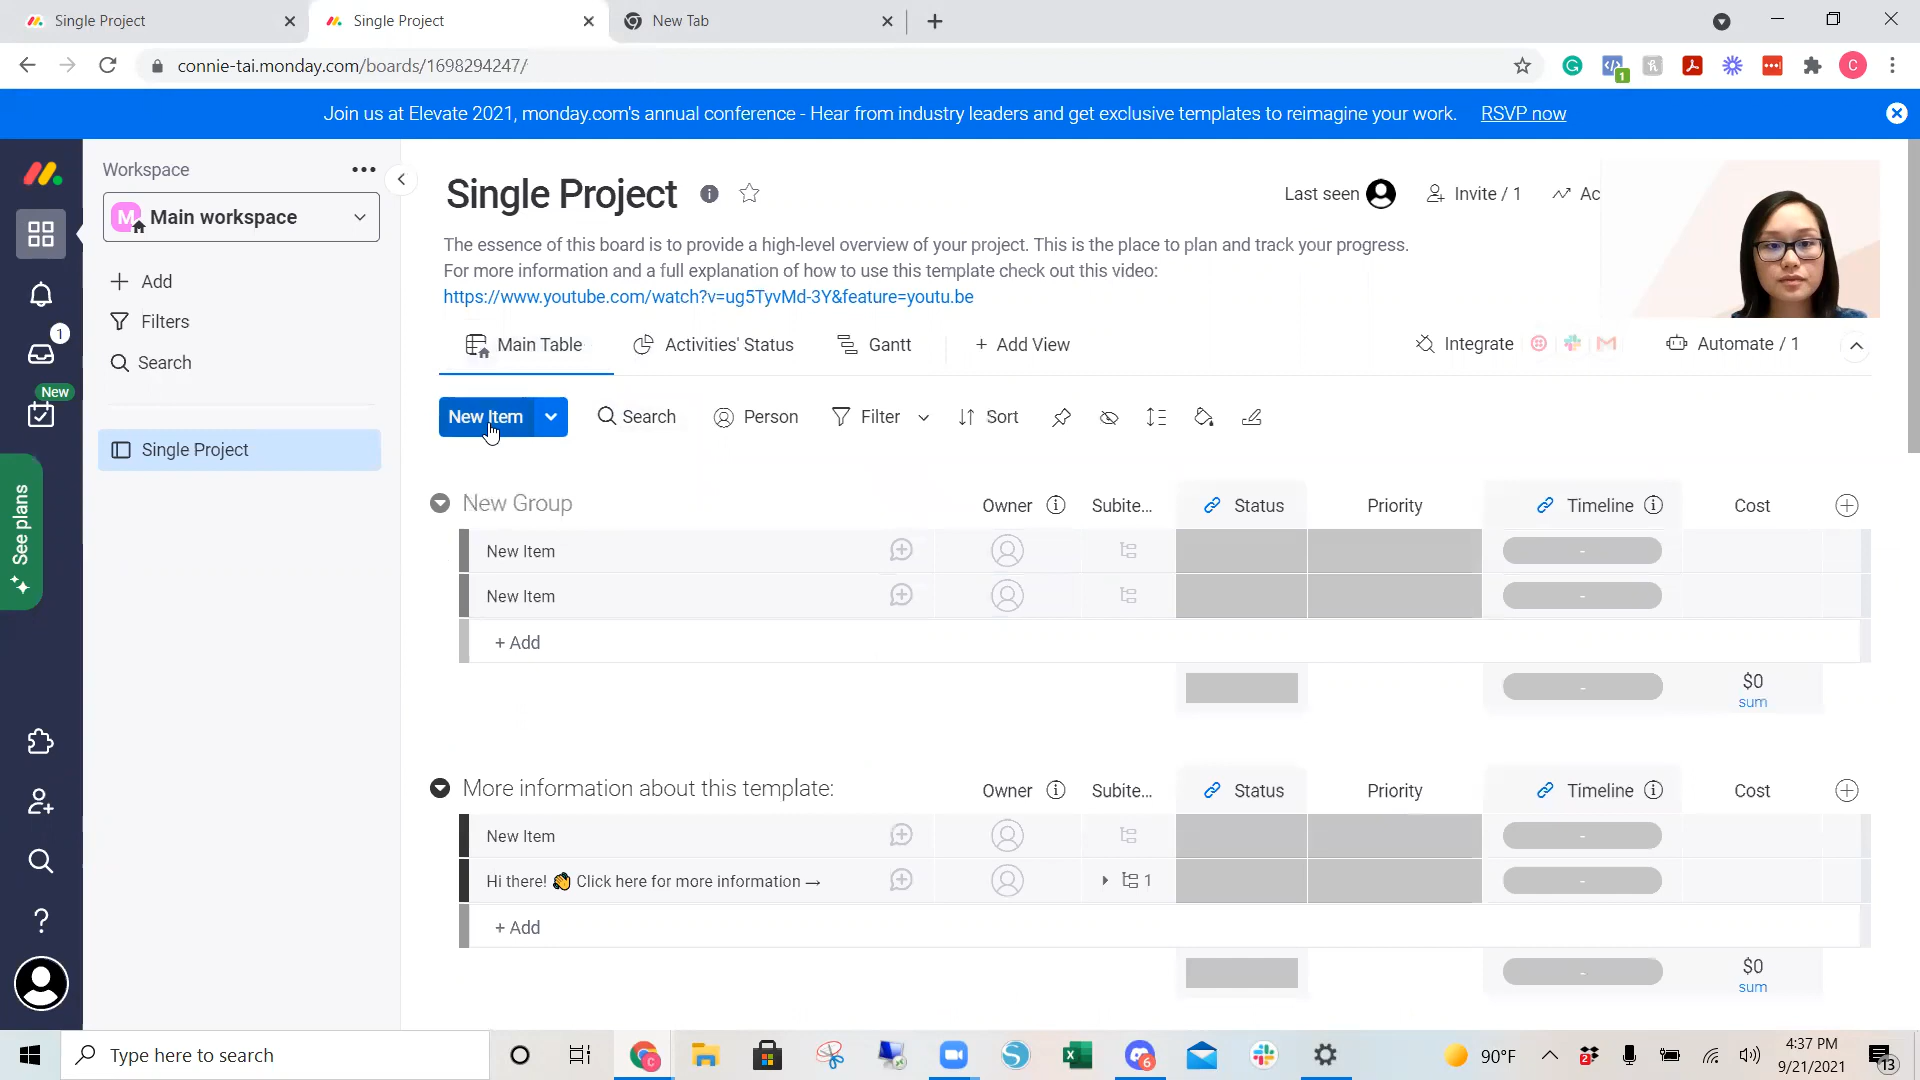 Single Project
Single Project
New Tab
connie-tai.monday.com/boards/1698294247/
1
C
Join us at Elevate 2021, monday.com's annual conference - Hear from industry leaders and get exclusive templates to reimagine your work. RSVP now
Workspace
M Main workspace
Add
Filters
Search
Single Project
1
New
See plans
?
Single Project
Last seen
Invite / 1
Ac
The essence of this board is to provide a high-level overview of your project. This is the place to plan and track your progress.
For more information and a full explanation of how to use this template check out this video:
https://www.youtube.com/watch?v=ug5TyvMd-3Y&feature=youtu.be
Main Table Activities' Status Gantt + Add View Integrate Automate / 1
New Item Search Person Filter Sort
New Group Owner Subite... Status Priority Timeline Cost
New Item -
New Item -
+ Add
- $0
sum
More information about this template: Owner Subite... Status Priority Timeline Cost
New Item -
Hi there! 👋 Click here for more information → 1 -
+ Add
- $0
sum
Type here to search
2
6
90°F
4:37 PM
9/21/2021
13